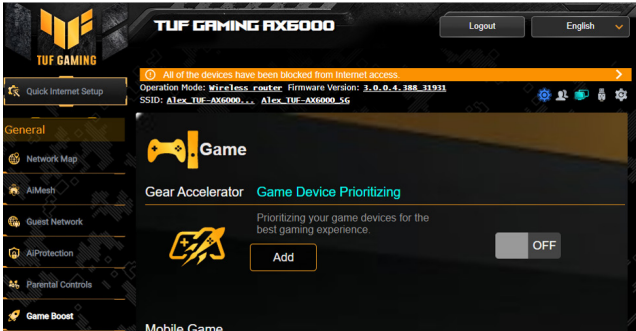 TUF GAMING AX6000
Logout
English
TUF GAMING
Quick Internet Setup
All of the devices have been blocked from Internet access.
Operation Mode: Wireless router Firmware Version: 3.0.0.4.388_31931
SSID: Alex_TUF-AX6000... Alex_TUF-AX6000_5G
General
Network Map
AiMesh
Guest Network
AiProtection
Parental Controls
Game Boost
Game
Gear Accelerator Game Device Prioritizing
Prioritizing your game devices for the
best gaming experience.
Add
OFF
Mobile Game